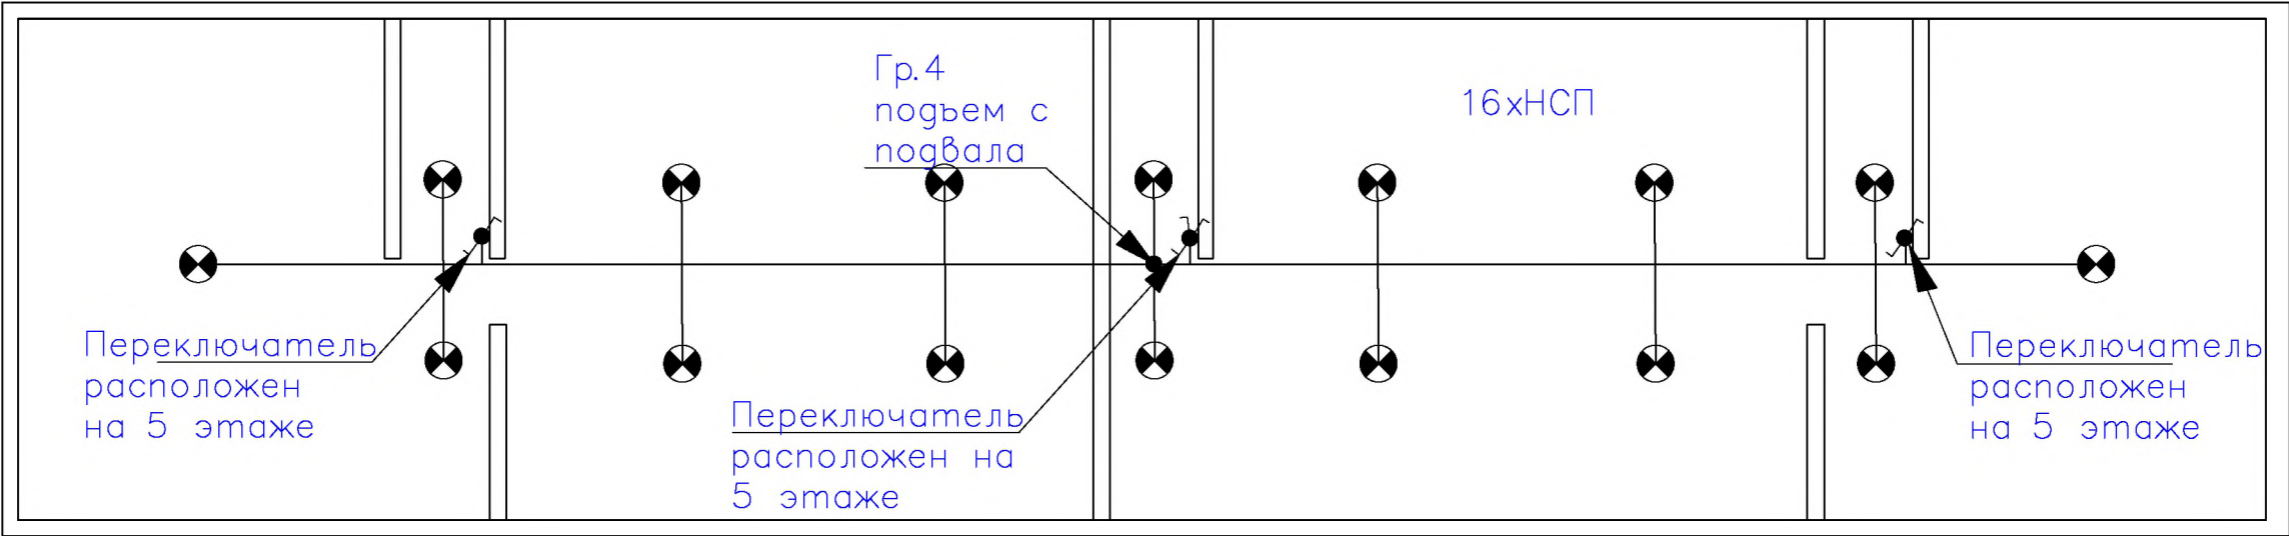 Гр.4
подьем с
подвала
16хНСП
Переключатель
расположен
на 5 этаже
Переключатель
расположен на
5 этаже
Переключатель
расположен
на 5 этаже